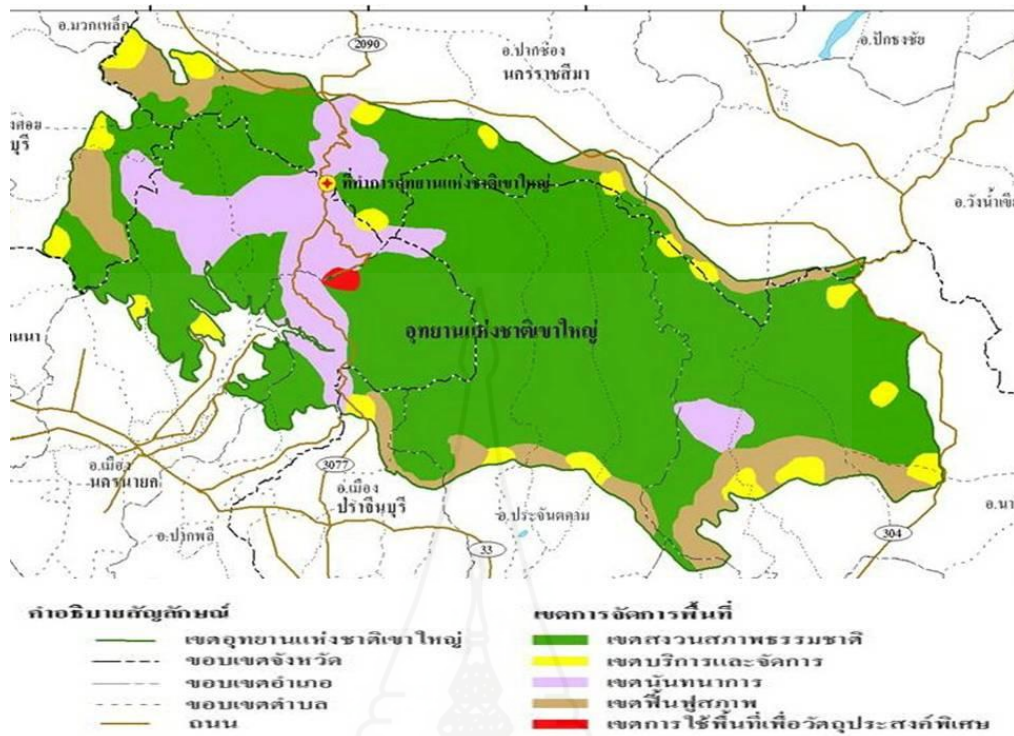 อ.มวกเหล็ก
2090
อ.ปากช่อง
นครราชสีมา
อ.ปักธงชัย
บุรี
ที่ทำการอุทยานแห่งชาติเขาใหญ่
อ.วังน้ำเขี
อุทยานแห่งชาติเขาใหญ่
นนา
อ.เมือง
นครนายก
3077
อ.เมือง
ปราจีนบุรี
อ.ประจันตคาม
อ.นา
อ.ปากพลี
33
304
คำอธิบายสัญลักษณ์
เขตอุทยานแห่งชาติเขาใหญ่
ขอบเขตจังหวัด
ขอบเขตอำเภอ
ขอบเขตตำบล
ถนน
เขตการจัดการพื้นที่
เขตสงวนสภาพธรรมชาติ
เขตบริการและจัดการ
เขตนันทนาการ
เขตฟื้นฟูสภาพ
เขตการใช้พื้นที่เพื่อวัตถุประสงค์พิเศษ